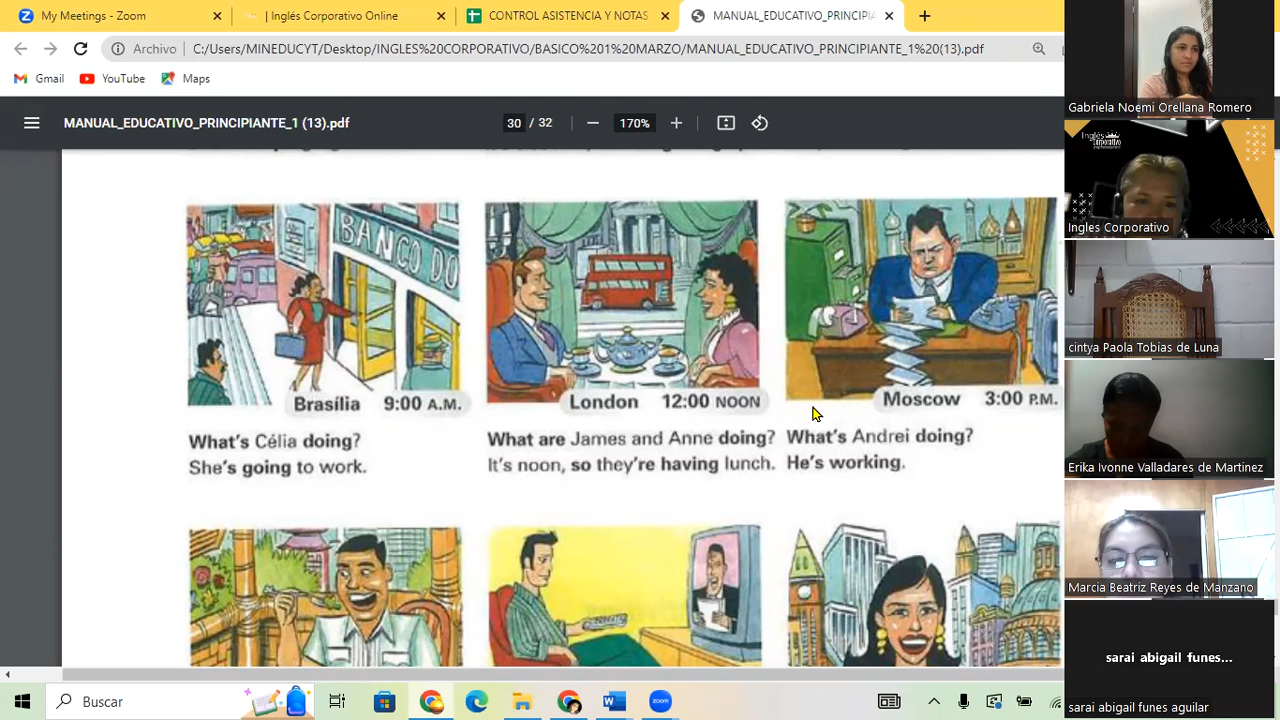 My Meetings - Zoom
| Inglés Corporativo Online
CONTROL ASISTENCIA Y NOTAS
MANUAL_EDUCATIVO_PRINCIPIA
Archivo
C:/Users/MINEDUCYT/Desktop/INGLES%20CORPORATIVO/BASICO%201%20MARZO/MANUAL_EDUCATIVO_PRINCIPIANTE_1%20(13).pdf
Gmail
YouTube
Maps
MANUAL_EDUCATIVO_PRINCIPIANTE_1 (13).pdf
30 / 32
170%
BANCO DO
Brasília 9:00 A.M.
London 12:00 NOON
Moscow 3:00 P.M.
What's Célia doing?
She's going to work.
What are James and Anne doing?
It's noon, so they're having lunch.
What's Andrei doing?
He's working.
Gabriela Noemi Orellana Romero
Inglés
Corporativo
Ingles Corporativo
cintya Paola Tobias de Luna
Erika Ivonne Valladares de Martinez
Marcia Beatriz Reyes de Manzano
sarai abigail funes...
sarai abigail funes aguilar
Buscar
zoom